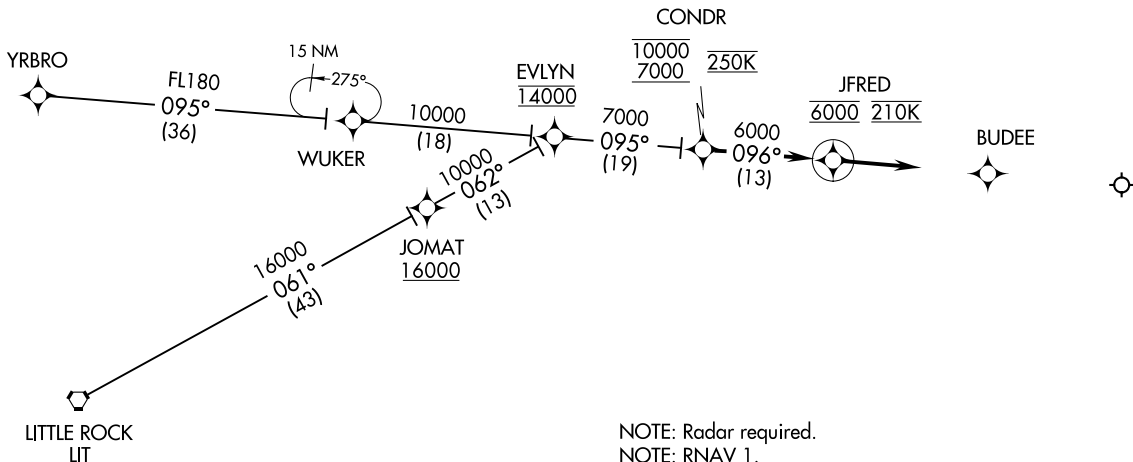 CONDR
10000
7000
250K
15 NM
275°
YRBRO
FL180
095°
(36)
WUKER
10000
(18)
EVLYN
14000
7000
095°
(19)
6000
096°
(13)
JFRED
6000 210K
BUDEE
10000
062°
(13)
JOMAT
16000
16000
061°
(43)
LITTLE ROCK
LIT
NOTE: Radar required.
NOTE: RNAV 1.